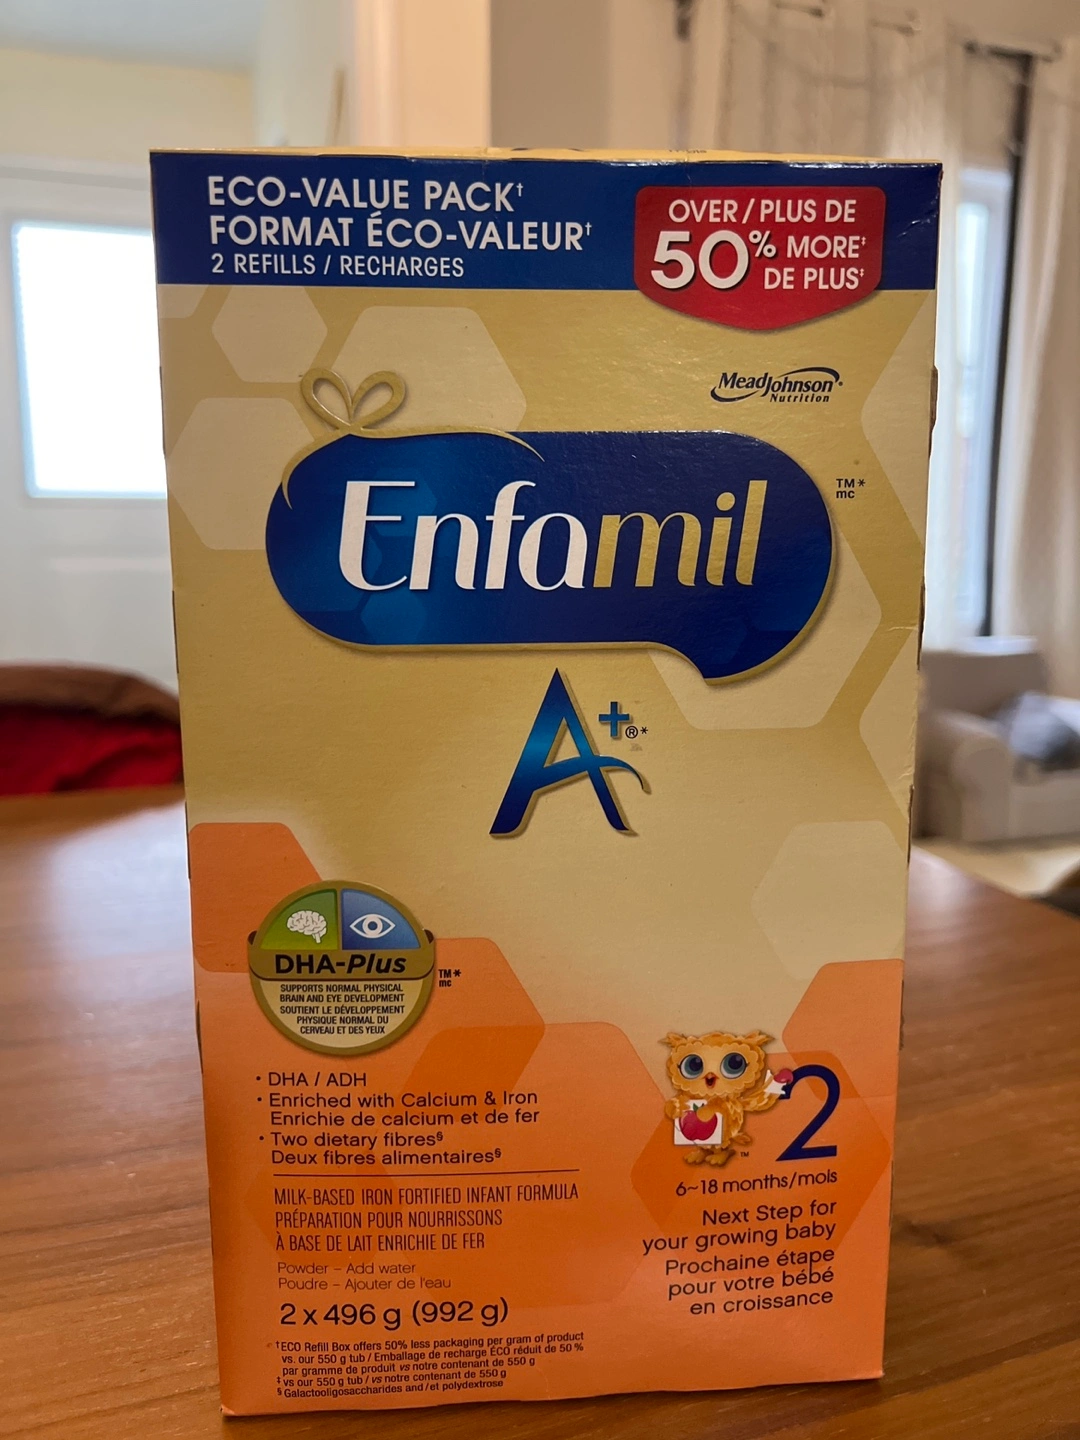 ECO-VALUE PACK†
FORMAT ÉCO-VALEUR†
2 REFILLS / RECHARGES
OVER / PLUS DE
50% MORE‡
DE PLUS‡
MeadJohnson
Nutrition
Enfamil
TM*
mc
A+®*
DHA-Plus
TM*
mc
SUPPORTS NORMAL PHYSICAL
BRAIN AND EYE DEVELOPMENT
SOUTIENT LE DÉVELOPPEMENT
PHYSIQUE NORMAL DU
CERVEAU ET DES YEUX
• DHA / ADH
• Enriched with Calcium & Iron
Enrichie de calcium et de fer
• Two dietary fibres§
Deux fibres alimentaires§
MILK-BASED IRON FORTIFIED INFANT FORMULA
PRÉPARATION POUR NOURRISSONS
À BASE DE LAIT ENRICHIE DE FER
Powder – Add water
Poudre – Ajouter de l'eau
2 x 496 g (992 g)
†ECO Refill Box offers 50% less packaging per gram of product
vs. our 550 g tub / Emballage de recharge ÉCO réduit de 50 %
par gramme de produit vs notre contenant de 550 g
‡ vs our 550 g tub / vs notre contenant de 550 g
§ Galactooligosaccharides and/et polydextrose
TM
2
6~18 months/mois
Next Step for
your growing baby
Prochaine étape
pour votre bébé
en croissance